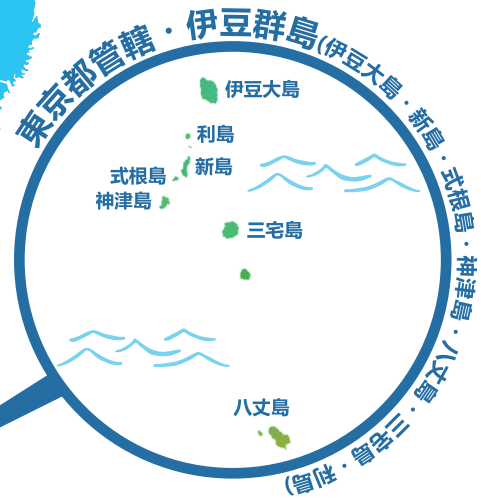 東京都管轄・伊豆群島(伊豆大島・新島・式根島・神津島・八丈島・三宅島・利島)
伊豆大島
利島
新島
式根島
神津島
三宅島
八丈島